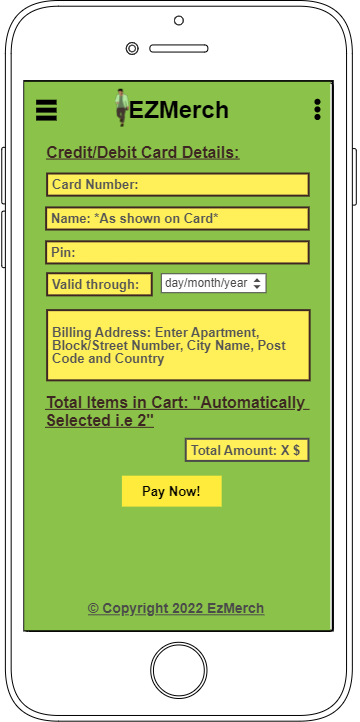 EZMerch
Credit/Debit Card Details:
Card Number:
Name: *As shown on Card*
Pin:
Valid through:
day/month/year
Billing Address: Enter Apartment,
Block/Street Number, City Name, Post
Code and Country
Total Items in Cart: "Automatically
Selected i.e 2"
Total Amount: X $
Pay Now!
© Copyright 2022 EzMerch